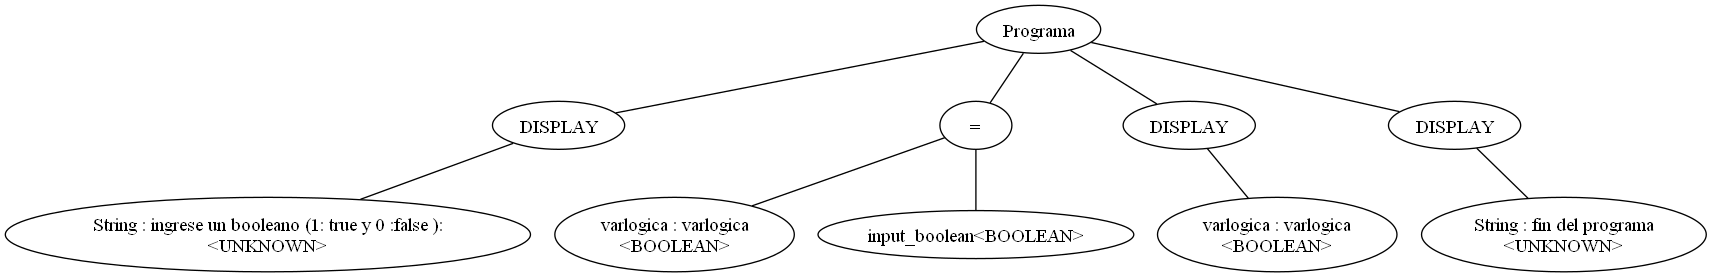 Programa
DISPLAY
=
DISPLAY
DISPLAY
String : ingrese un booleano (1: true y 0 :false ):
<UNKNOWN>
varlogica : varlogica
<BOOLEAN>
input_boolean<BOOLEAN>
varlogica : varlogica
<BOOLEAN>
String : fin del programa
<UNKNOWN>